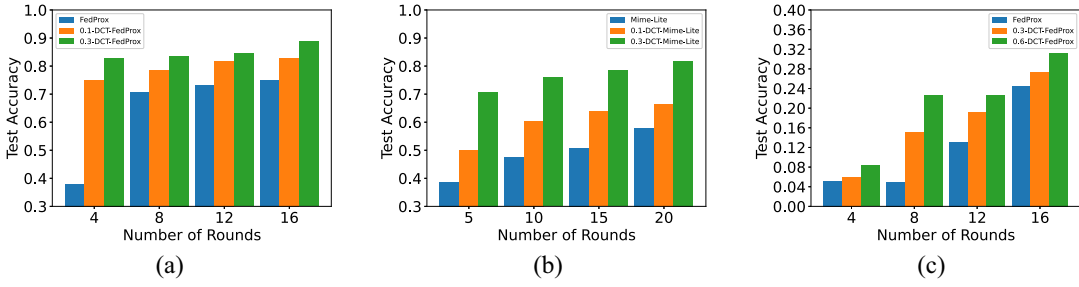 FedProx
0.1-DCT-FedProx
0.3-DCT-FedProx
1.0
0.9
0.8
0.7
0.6
0.5
0.4
0.3
Test Accuracy
4 8 12 16
Number of Rounds
(a)
Mime-Lite
0.1-DCT-Mime-Lite
0.3-DCT-Mime-Lite
1.0
0.9
0.8
0.7
0.6
0.5
0.4
0.3
Test Accuracy
5 10 15 20
Number of Rounds
(b)
FedProx
0.3-DCT-FedProx
0.6-DCT-FedProx
0.40
0.36
0.32
0.28
0.24
0.20
0.16
0.12
0.08
0.04
0.00
Test Accuracy
4 8 12 16
Number of Rounds
(c)